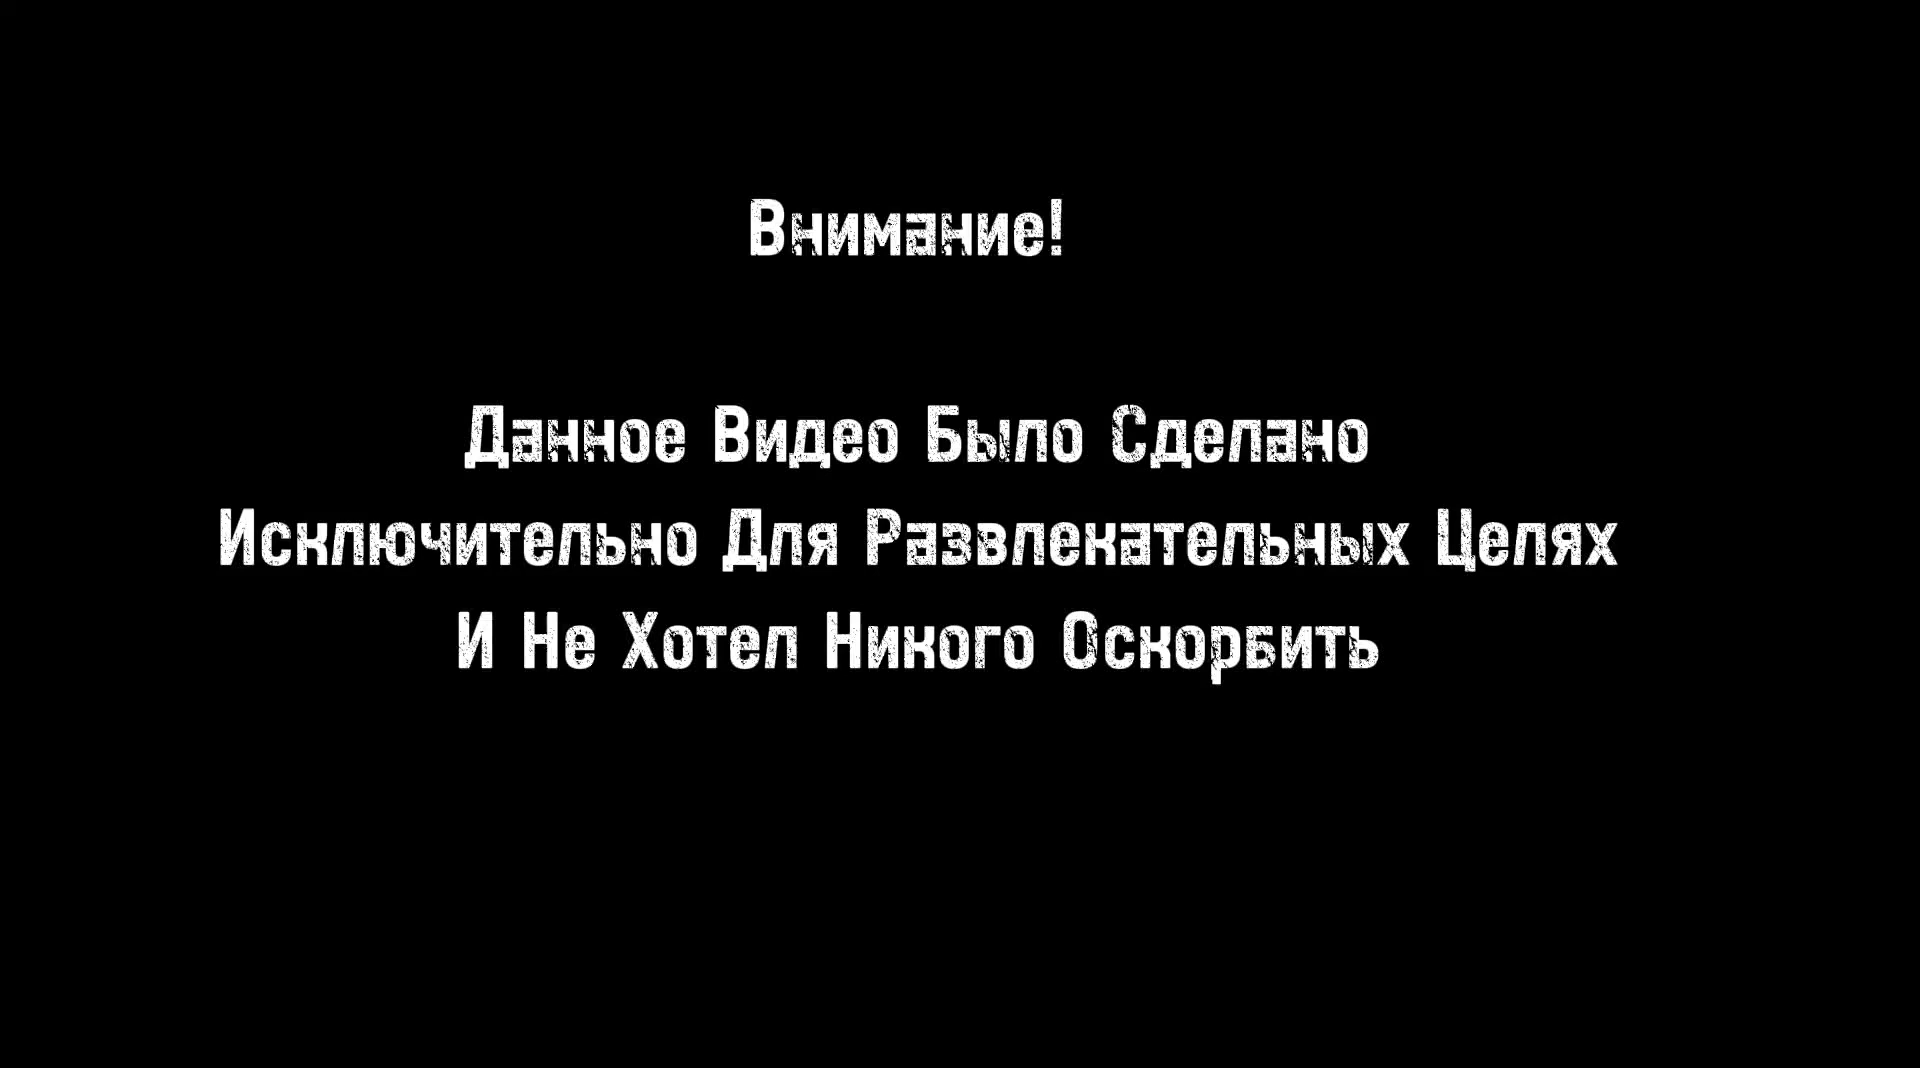 Внимание!
Данное Видео Было Сделано
Исключительно Для Развлекательных Целях
И Не Хотел Никого Оскорбить